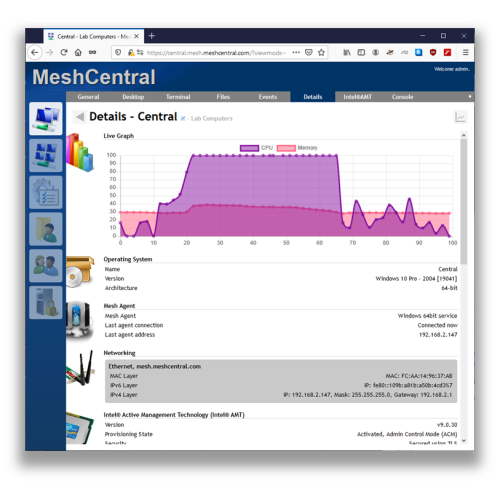 Central - Lab Computers - Mes
https://central.mesh.meshcentral.com/?viewmode=
MeshCentral
Welcome admin.
General Desktop Terminal Files Events Details Intel®AMT Console
Details - Central - Lab Computers
Live Graph
CPU Memory
100
90
80
70
60
50
40
30
20
10
0
0 10 20 30 40 50 60 70 80 90 100
Operating System
Name Central
Version Windows 10 Pro - 2004 [19041]
Architecture 64-bit
Mesh Agent
Mesh Agent Windows 64bit service
Last agent connection Connected now
Last agent address 192.168.2.147
Networking
Ethernet, mesh.meshcentral.com
MAC Layer MAC: FC:AA:14:96:37:AB
IPv6 Layer IP: fe80::109b:a81b:a50b:4cd3%7
IPv4 Layer IP: 192.168.2.147, Mask: 255.255.255.0, Gateway: 192.168.2.1
Intel® Active Management Technology (Intel® AMT)
Version v9.0.30
Provisioning State Activated, Admin Control Mode (ACM)
Security Secured using TLS